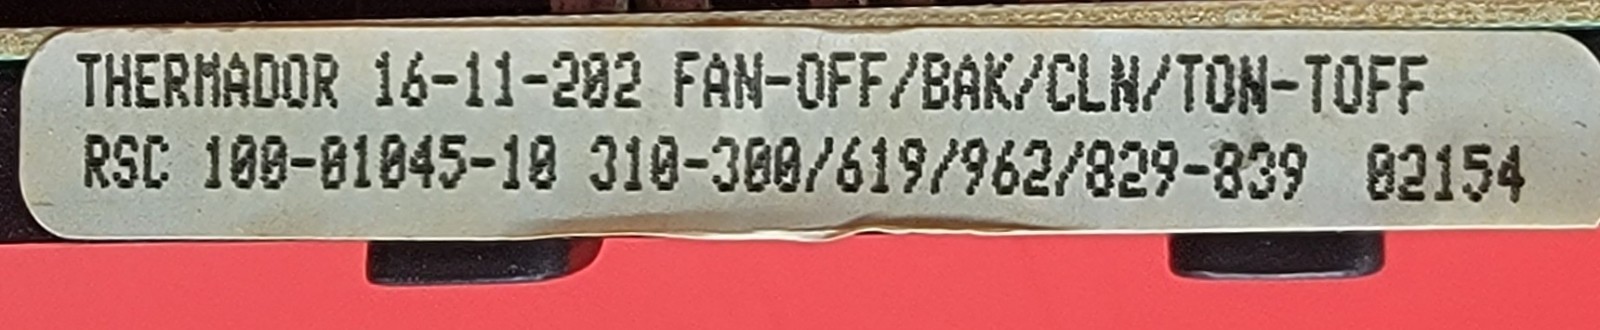 THERMADOR 16-11-202 FAN-OFF/BAK/CLN/TON-TOFF
RSC 100-01045-10 310-300/619/962/829-839 02154